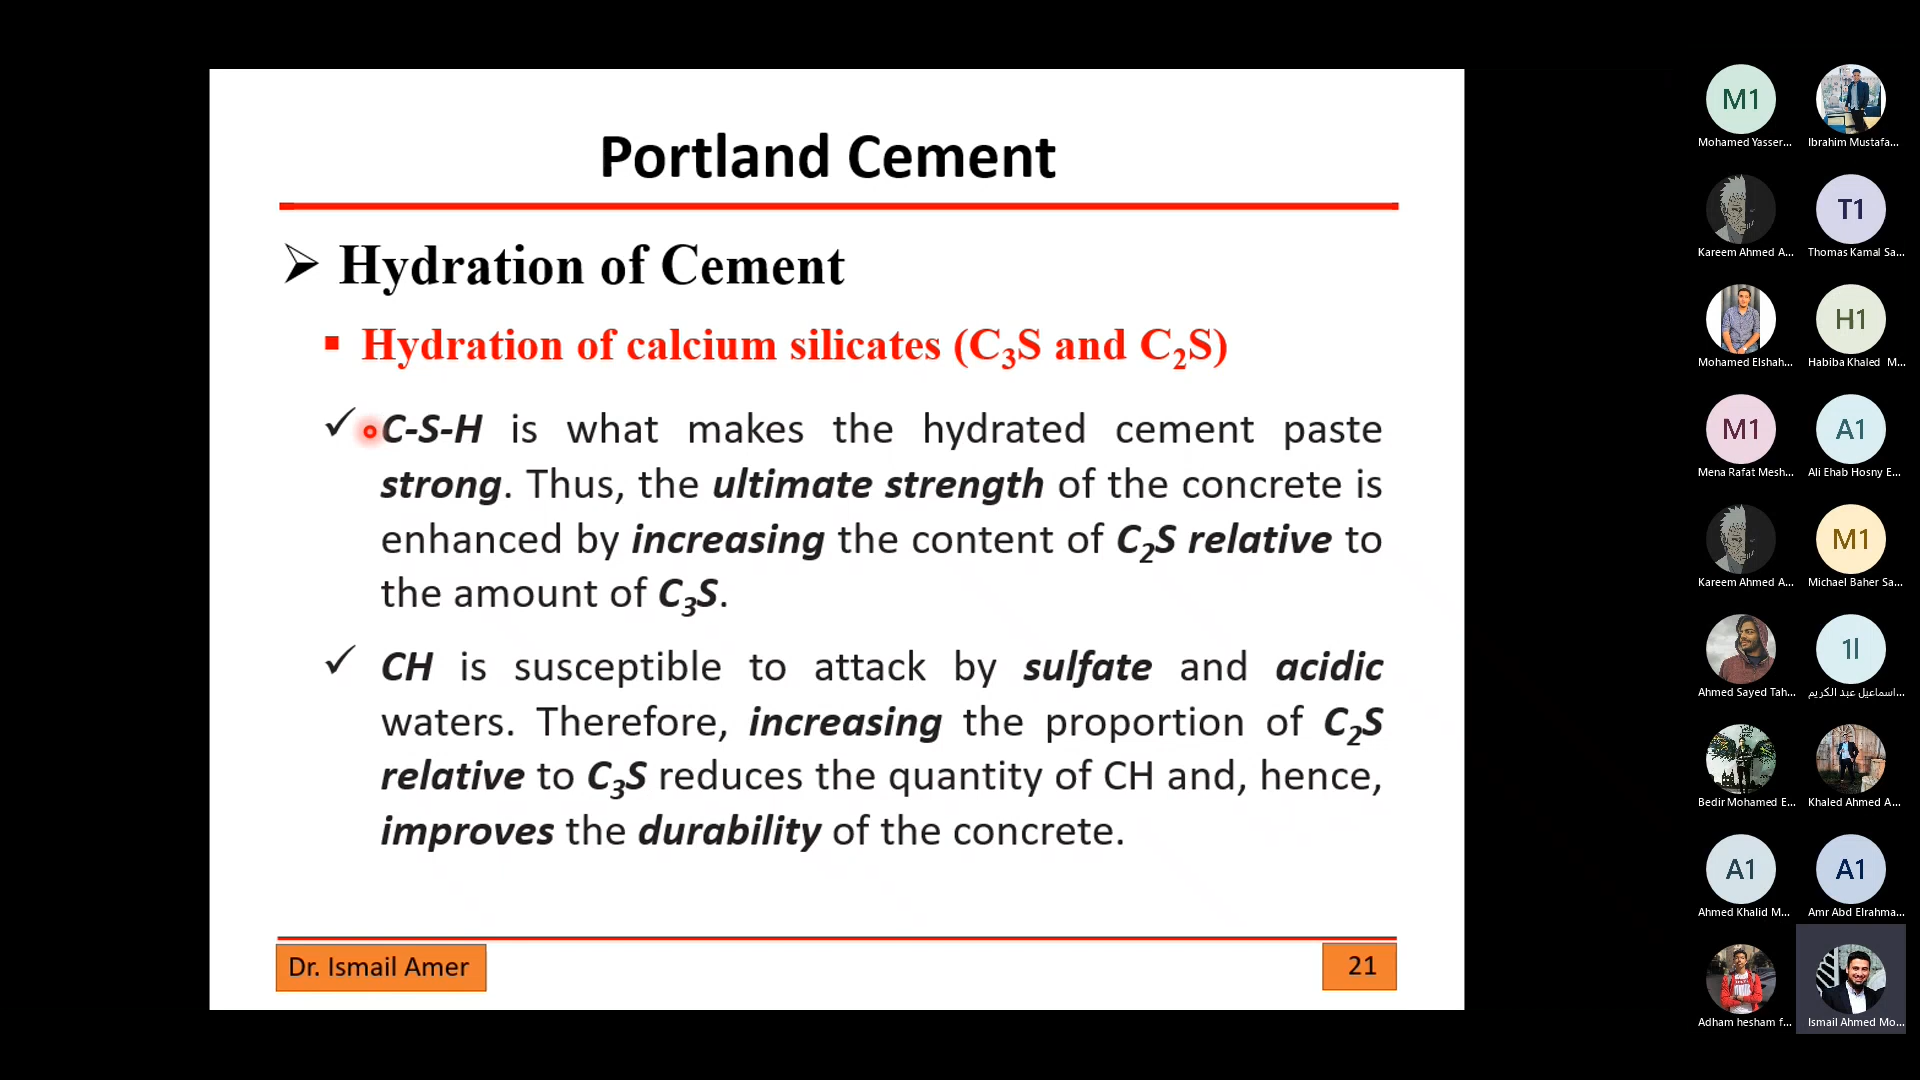 Portland Cement
➢ Hydration of Cement
▪ Hydration of calcium silicates (C₃S and C₂S)
✓ C-S-H is what makes the hydrated cement paste
strong. Thus, the ultimate strength of the concrete is
enhanced by increasing the content of C₂S relative to
the amount of C₃S.
✓ CH is susceptible to attack by sulfate and acidic
waters. Therefore, increasing the proportion of C₂S
relative to C₃S reduces the quantity of CH and, hence,
improves the durability of the concrete.
Dr. Ismail Amer
21
M1
Mohamed Yasser...
Ibrahim Mustafa...
Kareem Ahmed A...
T1
Thomas Kamal Sa...
Mohamed Elshah...
H1
Habiba Khaled M...
M1
Mena Rafat Mesh...
A1
Ali Ehab Hosny E...
Kareem Ahmed A...
M1
Michael Baher Sa...
Ahmed Sayed Tah...
1ا
اسماعيل عبد الكريم...
Bedir Mohamed E...
Khaled Ahmed A...
A1
Ahmed Khalid M...
A1
Amr Abd Elrahma...
Adham hesham f...
Ismail Ahmed Mo...